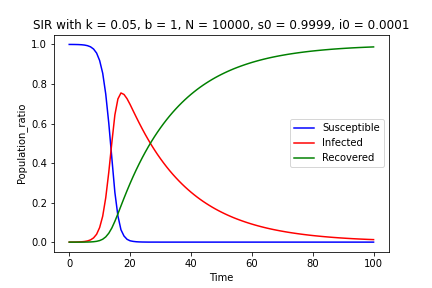 SIR with k = 0.05, b = 1, N = 10000, s0 = 0.9999, i0 = 0.0001
1.0
0.8
0.6
0.4
0.2
0.0
Population_ratio
Susceptible
Infected
Recovered
0 20 40 60 80 100
Time